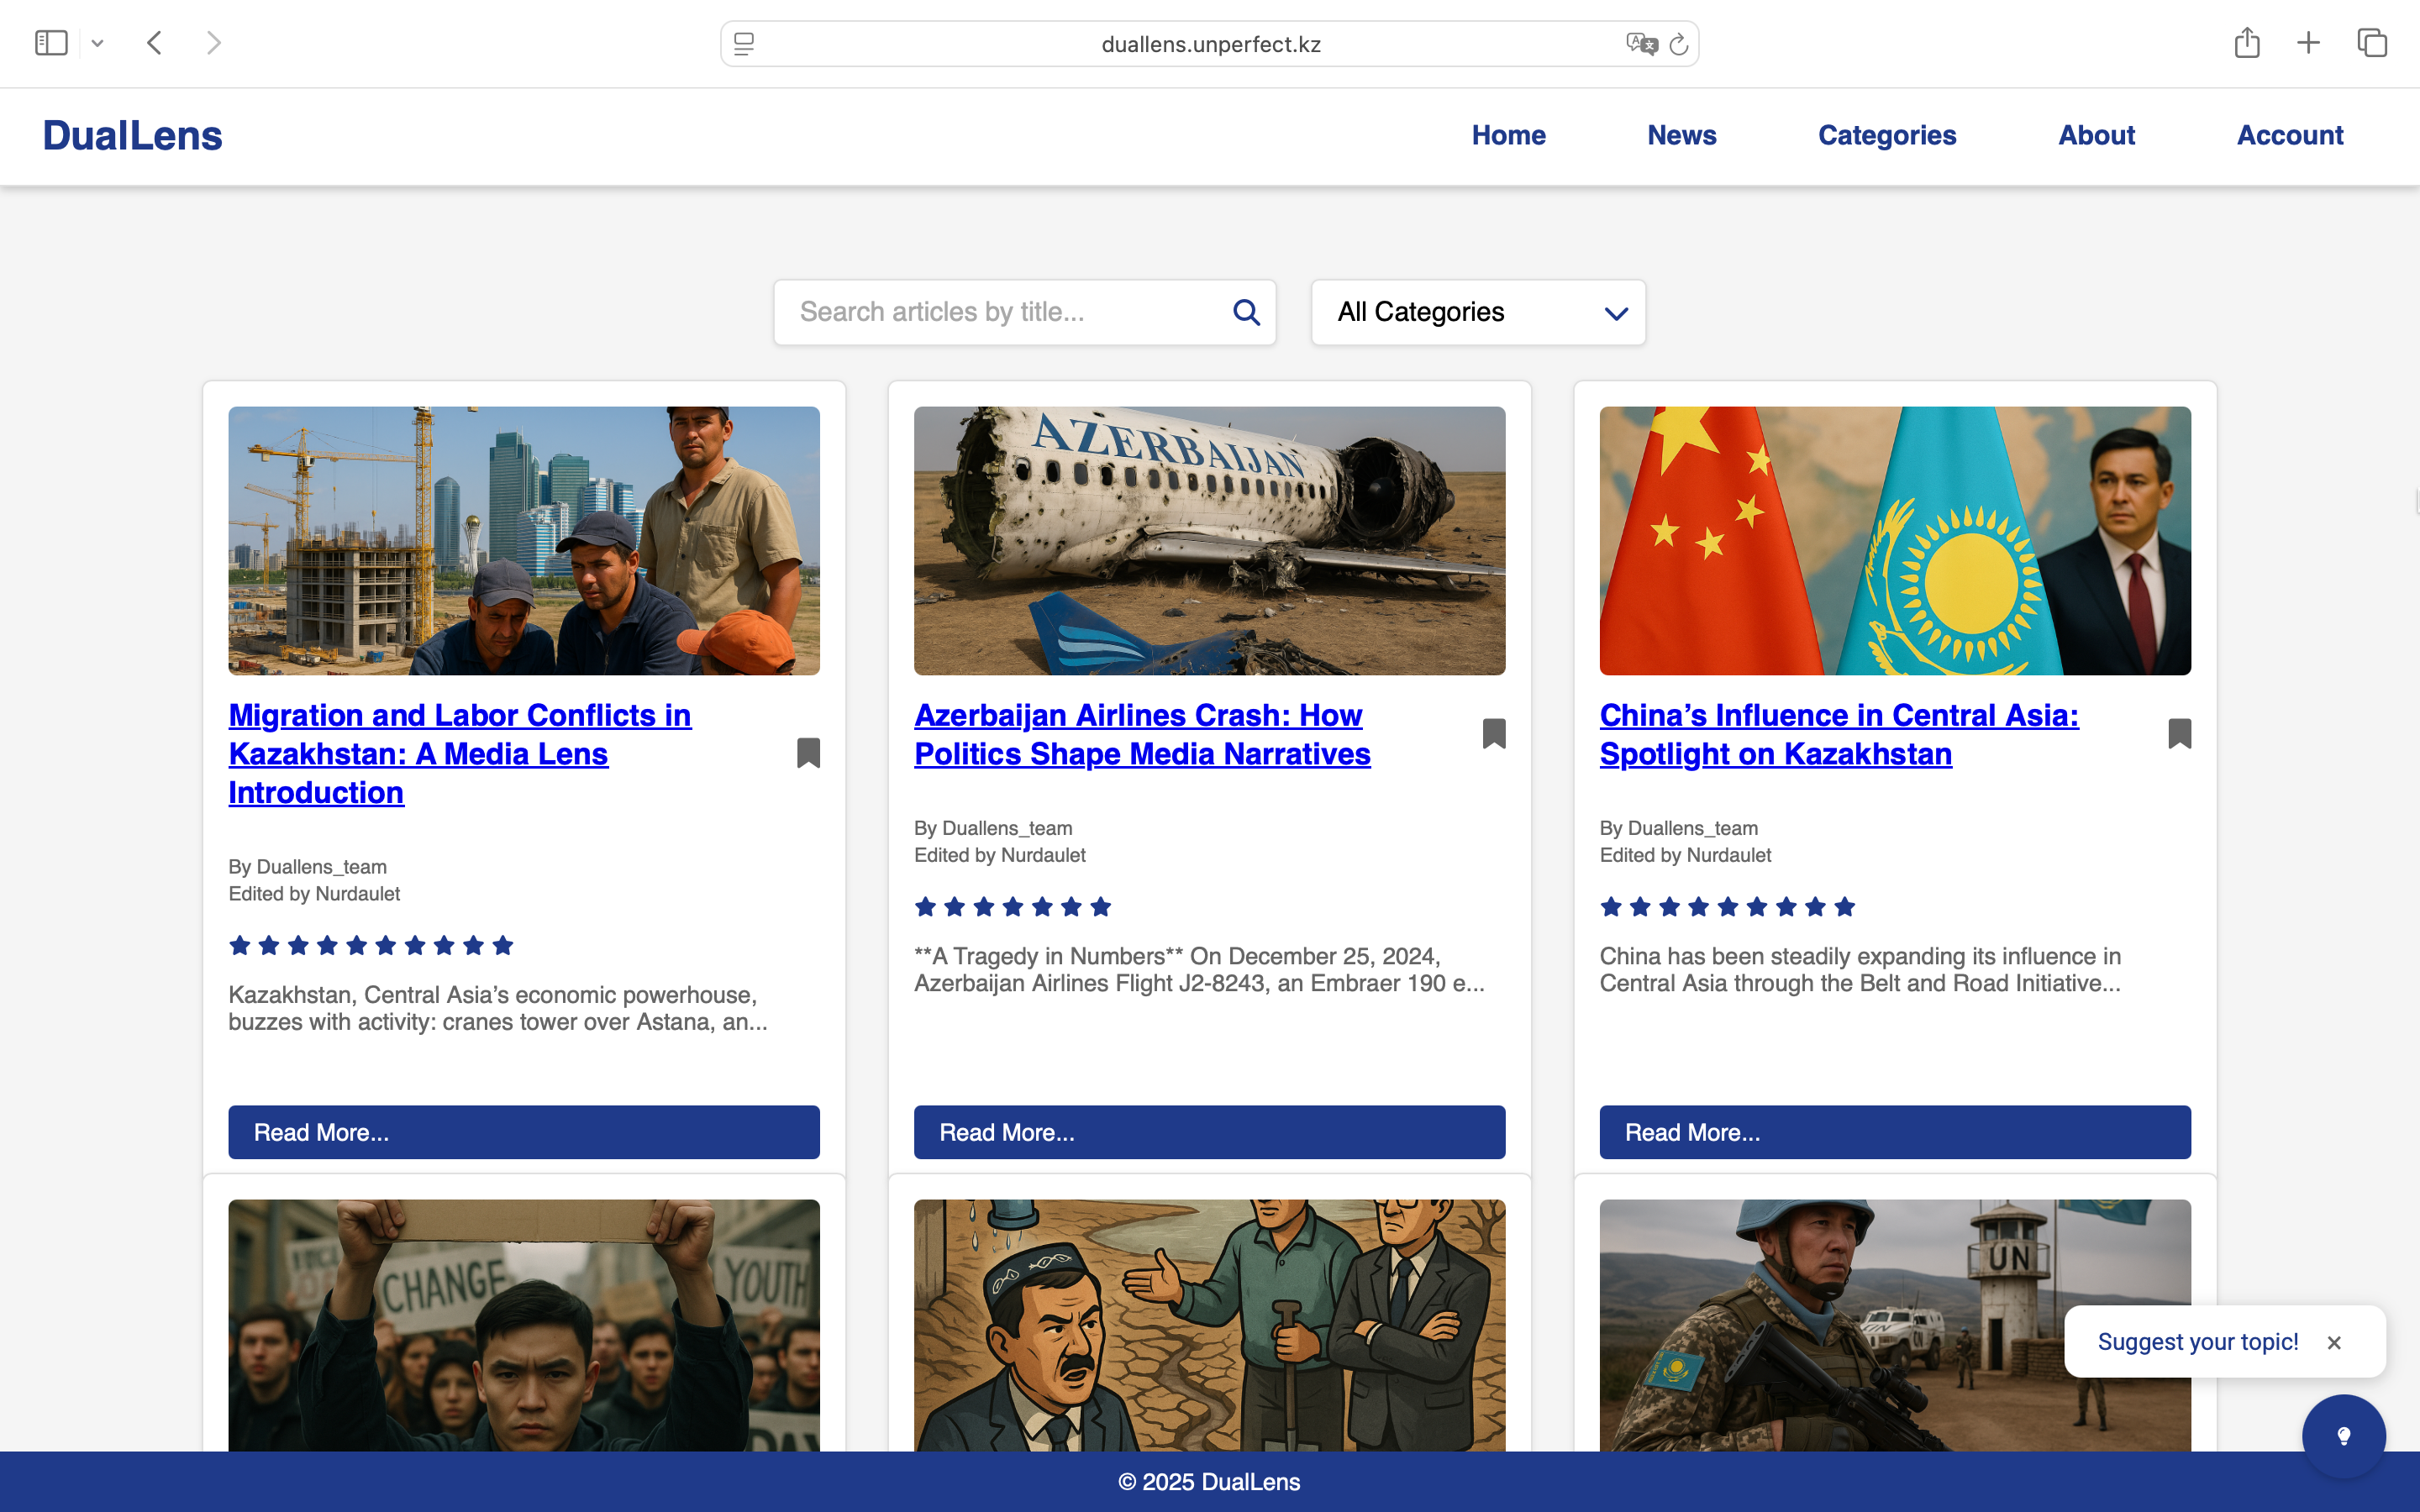 duallens.unperfect.kz
DualLens
Home
News
Categories
About
Account
Search articles by title...
All Categories
AZERBAIJAN
Migration and Labor Conflicts in
Kazakhstan: A Media Lens
Introduction
By Duallens_team
Edited by Nurdaulet
Kazakhstan, Central Asia’s economic powerhouse,
buzzes with activity: cranes tower over Astana, an...
Read More...
Azerbaijan Airlines Crash: How
Politics Shape Media Narratives
By Duallens_team
Edited by Nurdaulet
**A Tragedy in Numbers** On December 25, 2024,
Azerbaijan Airlines Flight J2-8243, an Embraer 190 e...
Read More...
China’s Influence in Central Asia:
Spotlight on Kazakhstan
By Duallens_team
Edited by Nurdaulet
China has been steadily expanding its influence in
Central Asia through the Belt and Road Initiative...
Read More...
CHANGE
YOUTH
UN
Suggest your topic!
© 2025 DualLens